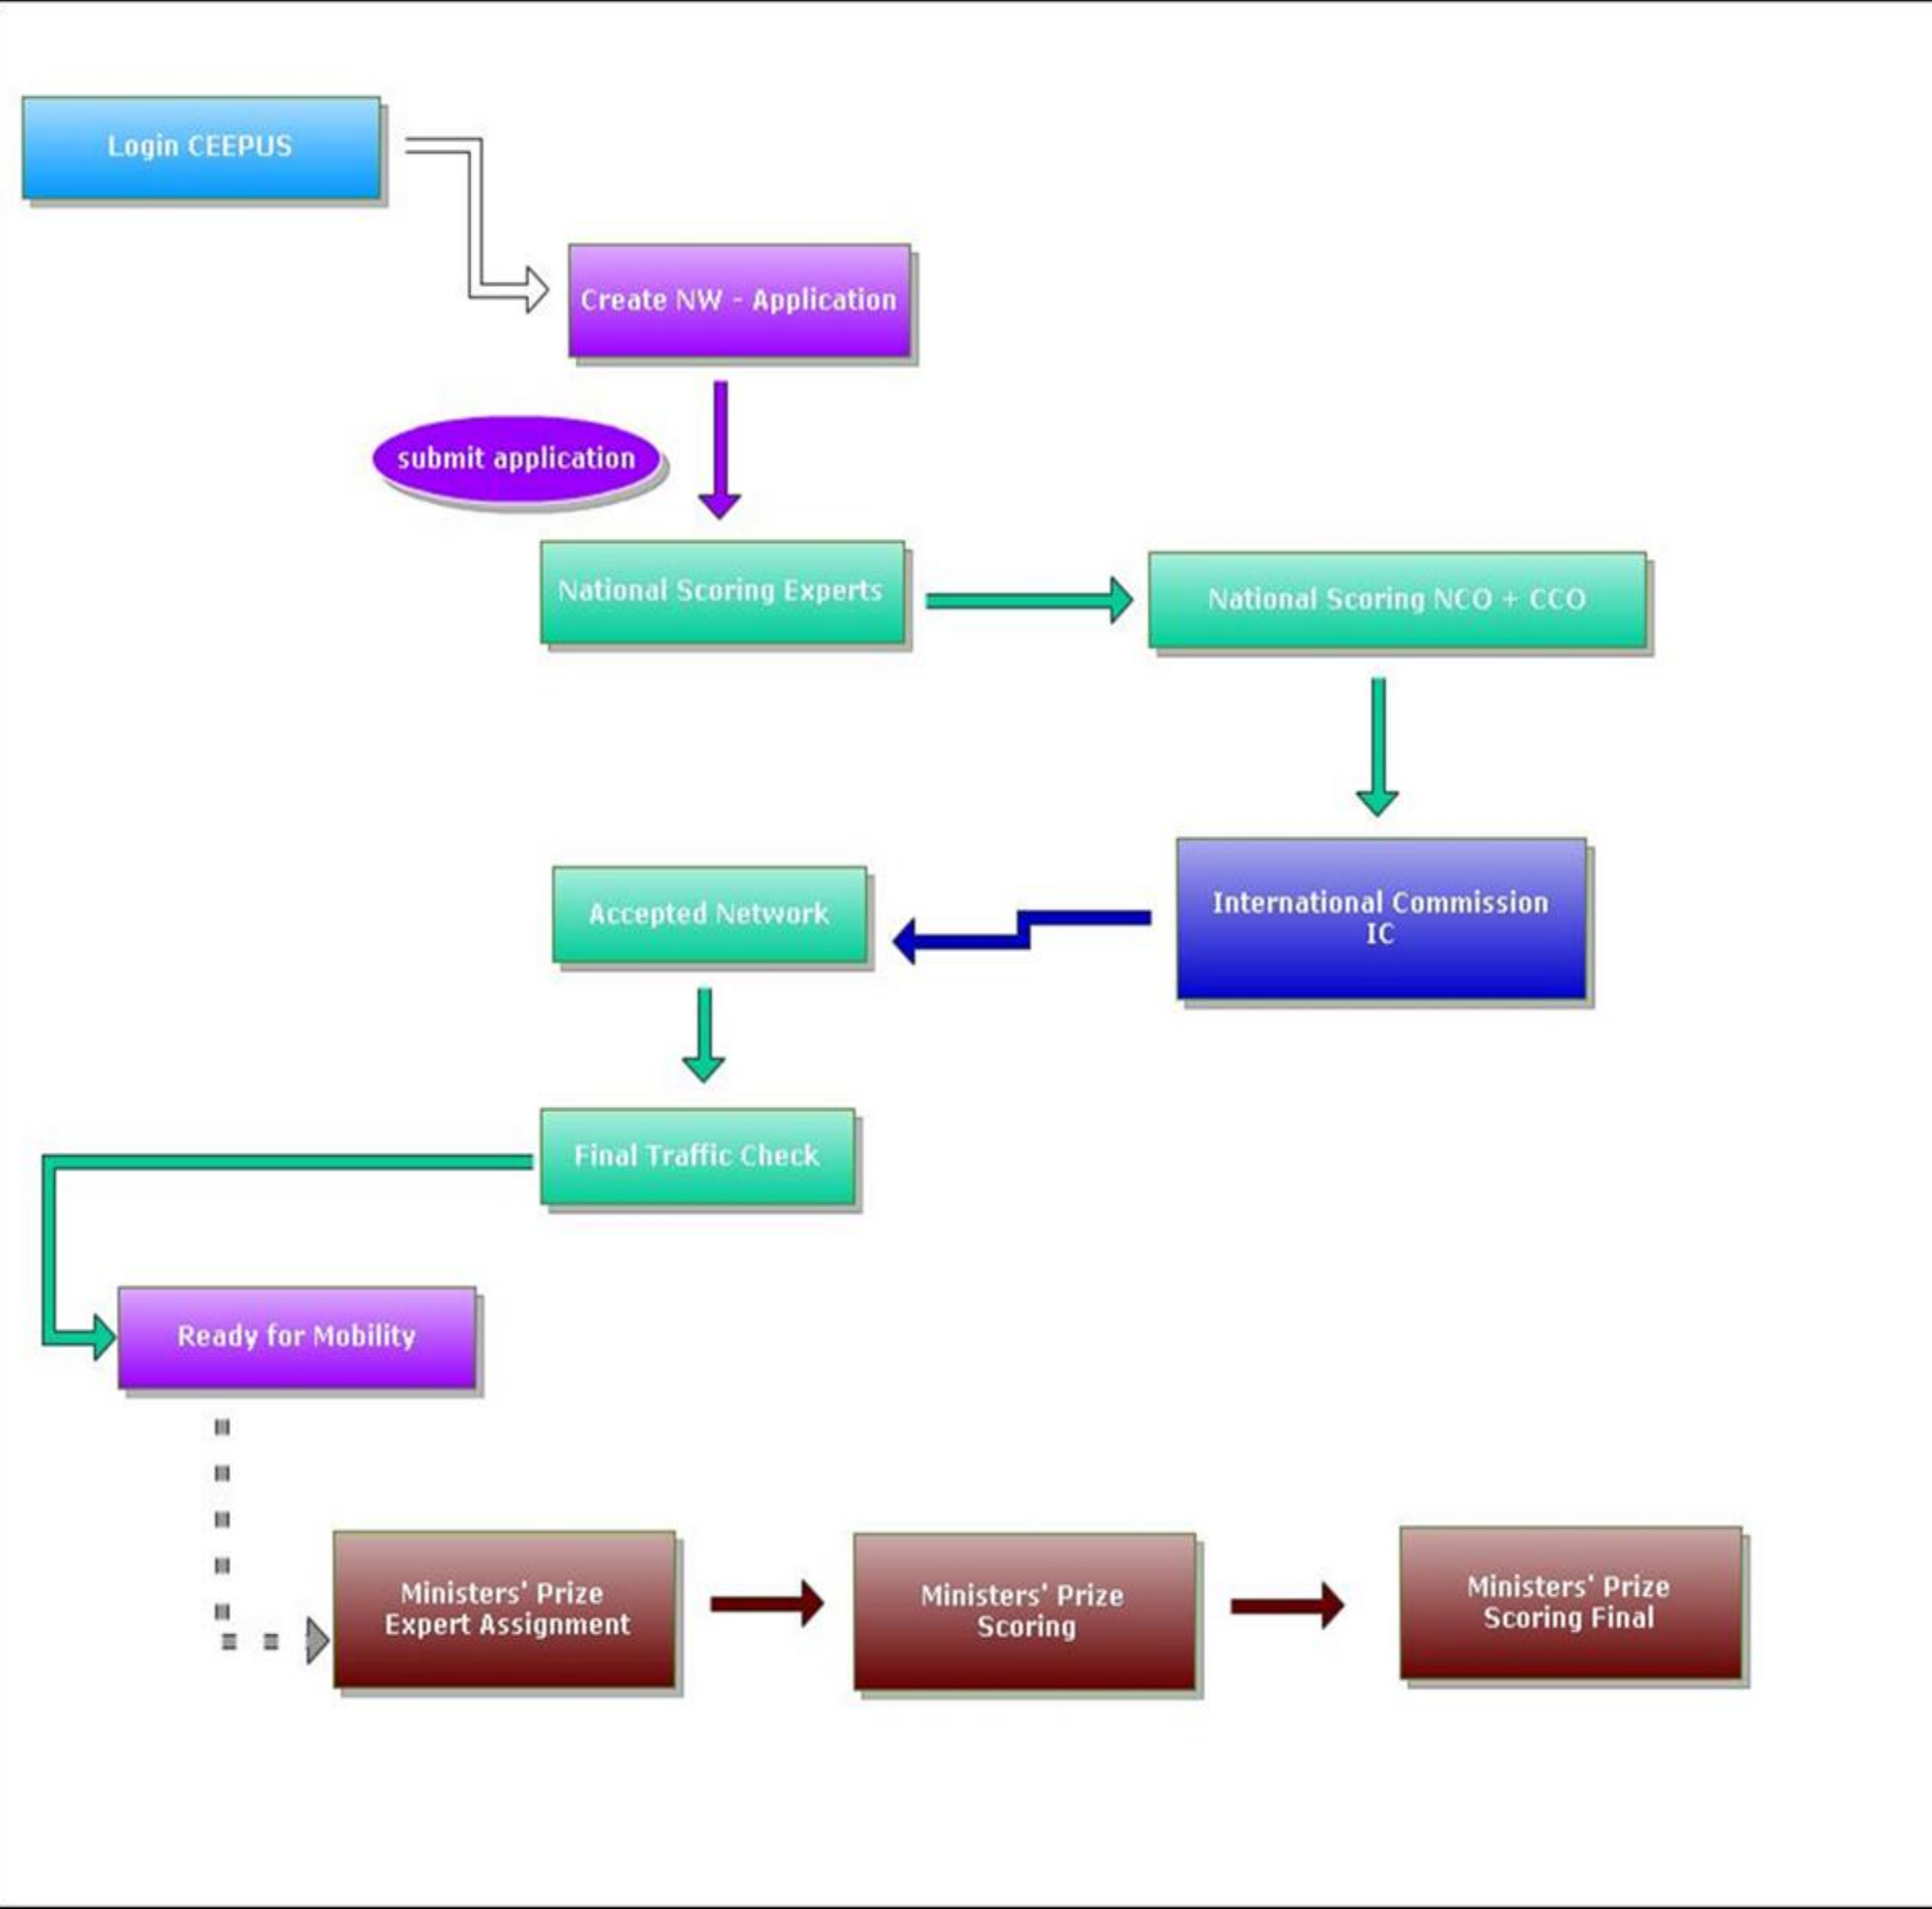 Login CEEPUS
Create NW - Application
submit application
National Scoring Experts
National Scoring NCO + CCO
International Commission
IC
Accepted Network
Final Traffic Check
Ready for Mobility
Ministers' Prize
Expert Assignment
Ministers' Prize
Scoring
Ministers' Prize
Scoring Final